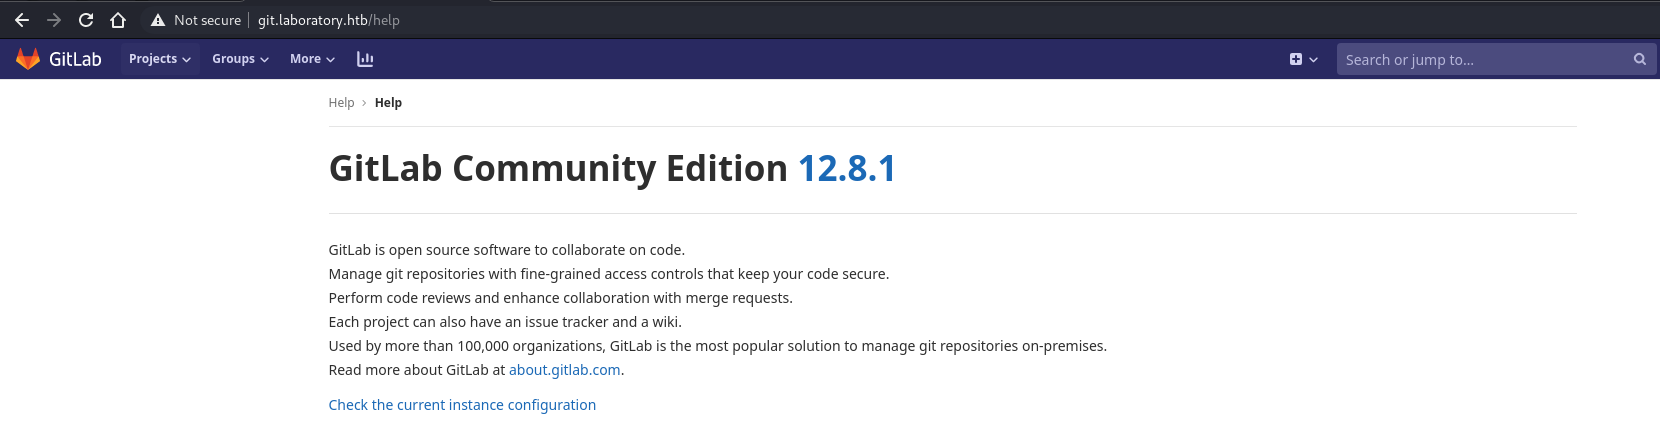 Not secure git.laboratory.htb/help
GitLab Projects Groups More Search or jump to...
Help › Help
GitLab Community Edition 12.8.1
GitLab is open source software to collaborate on code.
Manage git repositories with fine-grained access controls that keep your code secure.
Perform code reviews and enhance collaboration with merge requests.
Each project can also have an issue tracker and a wiki.
Used by more than 100,000 organizations, GitLab is the most popular solution to manage git repositories on-premises.
Read more about GitLab at about.gitlab.com.
Check the current instance configuration